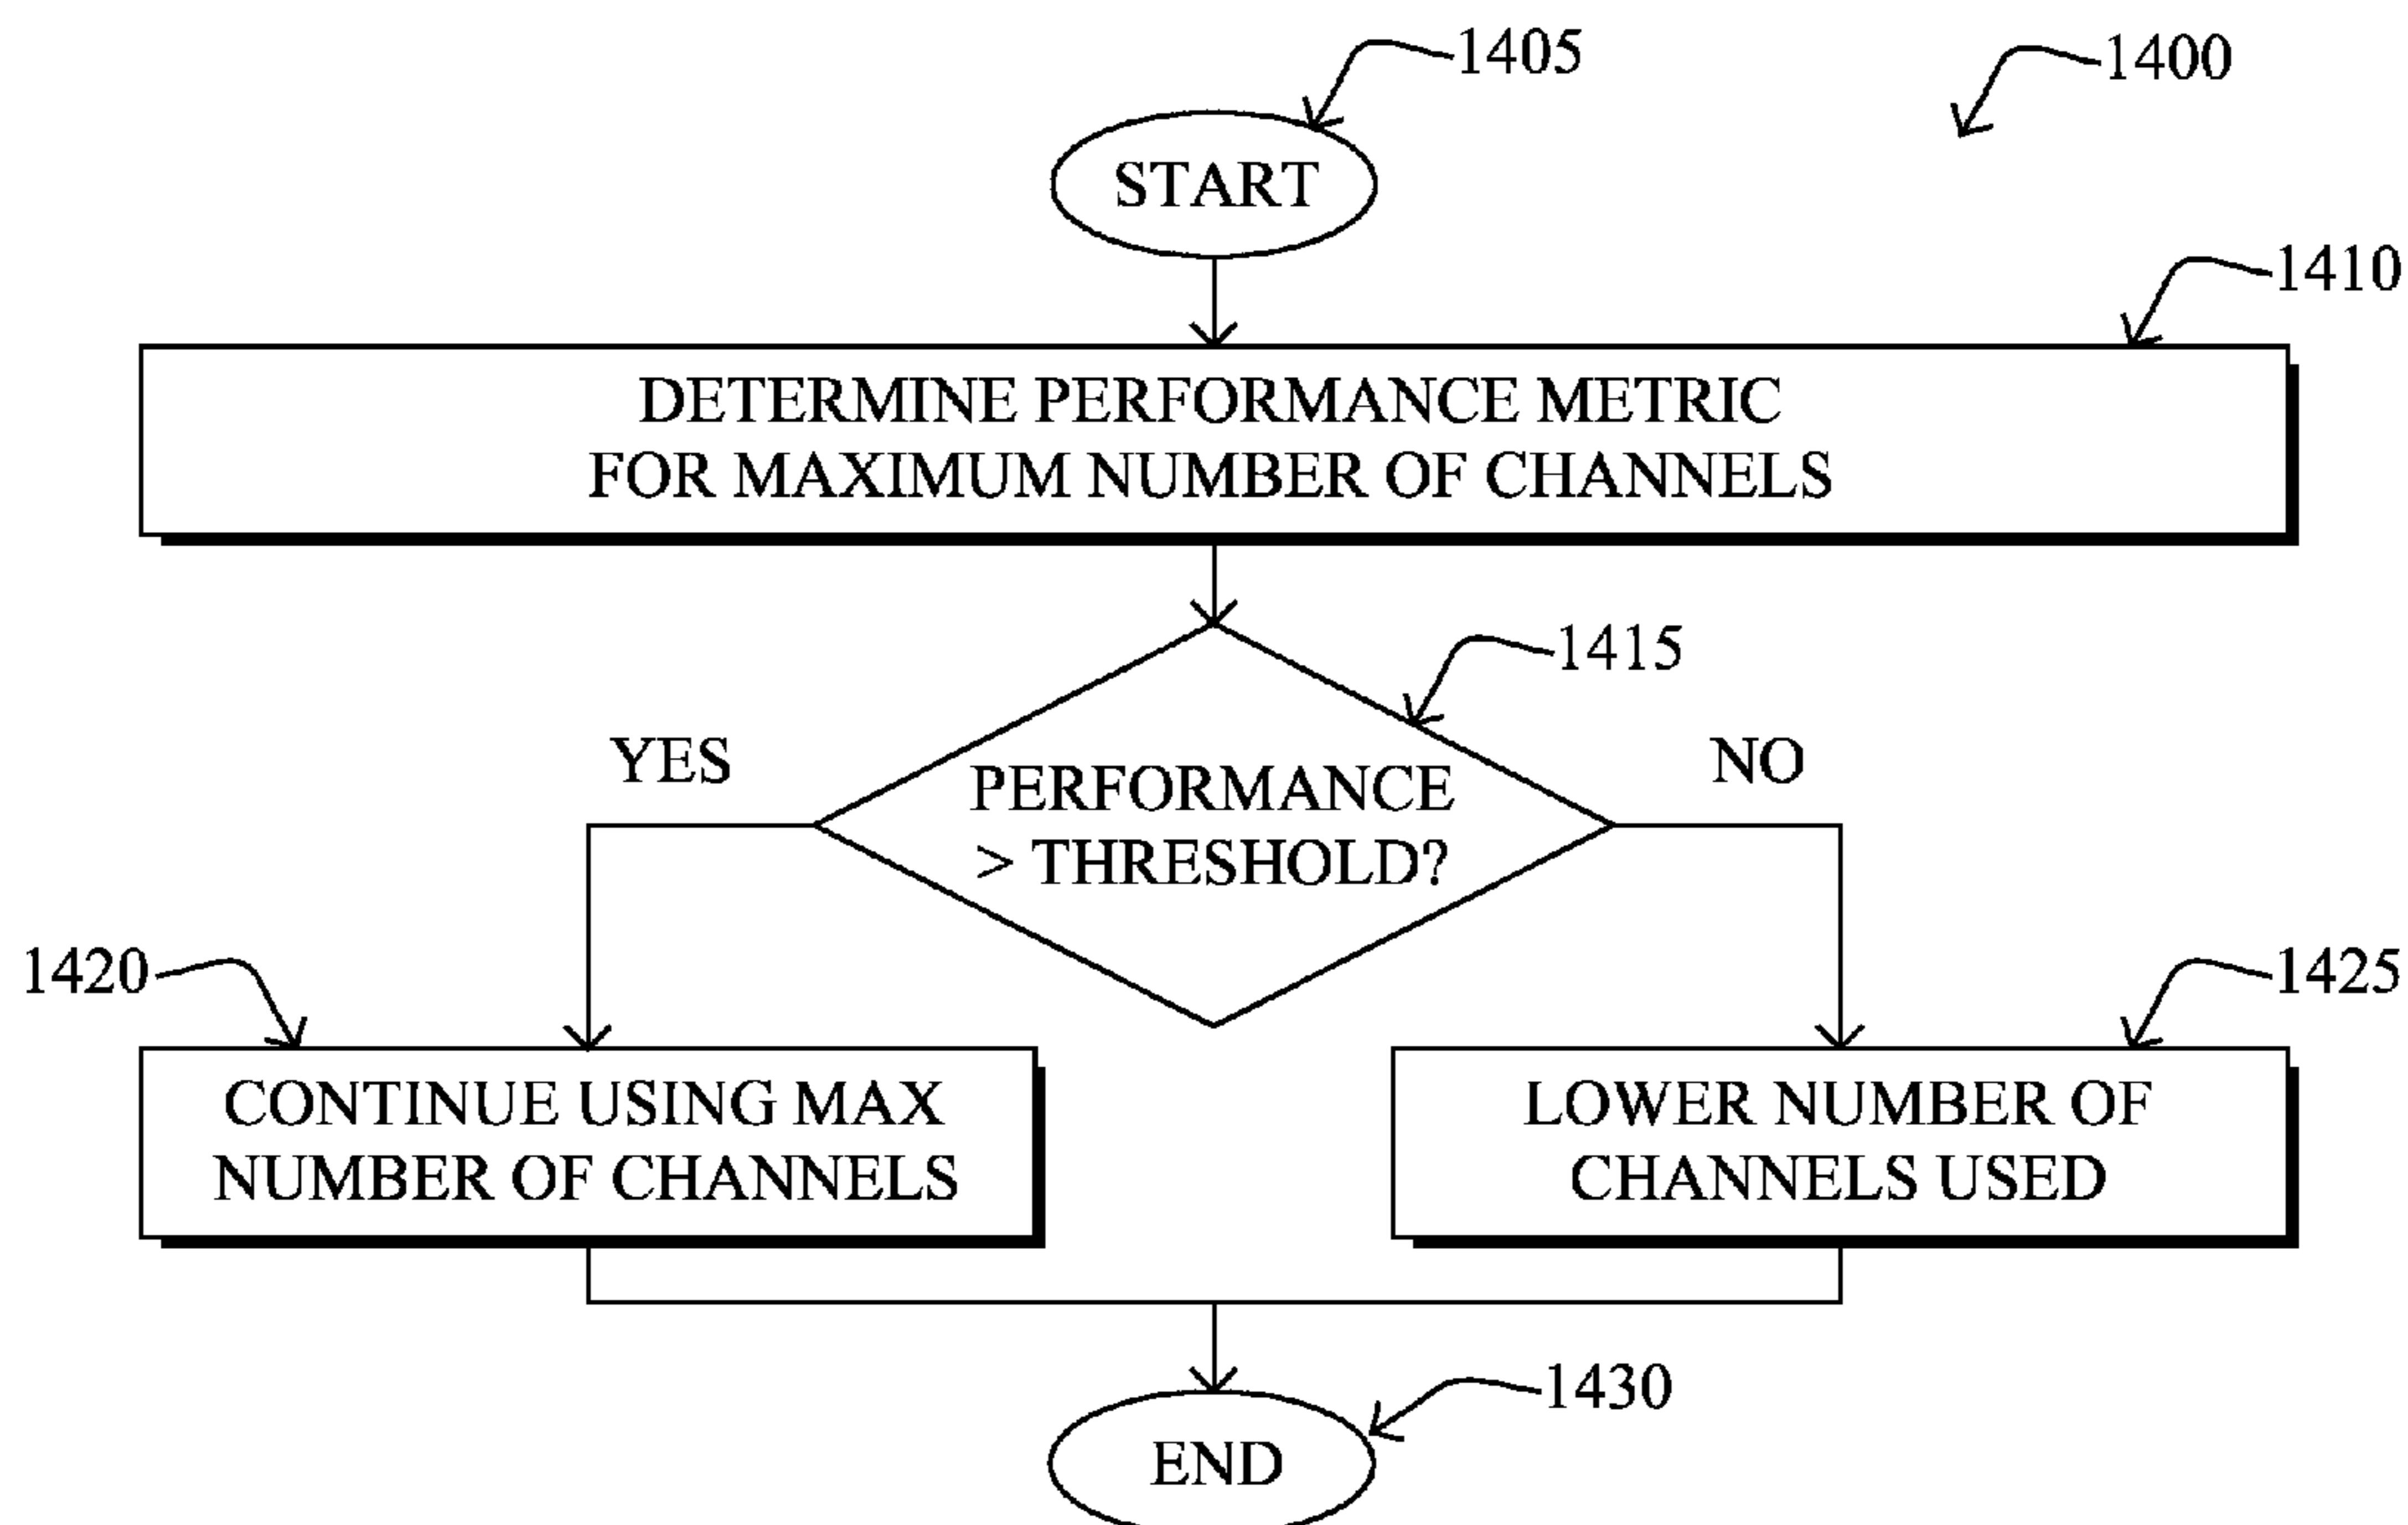 1405
1400
START
1410
DETERMINE PERFORMANCE METRIC
FOR MAXIMUM NUMBER OF CHANNELS
1415
YES
NO
PERFORMANCE
> THRESHOLD?
1420
1425
CONTINUE USING MAX
NUMBER OF CHANNELS
LOWER NUMBER OF
CHANNELS USED
1430
END